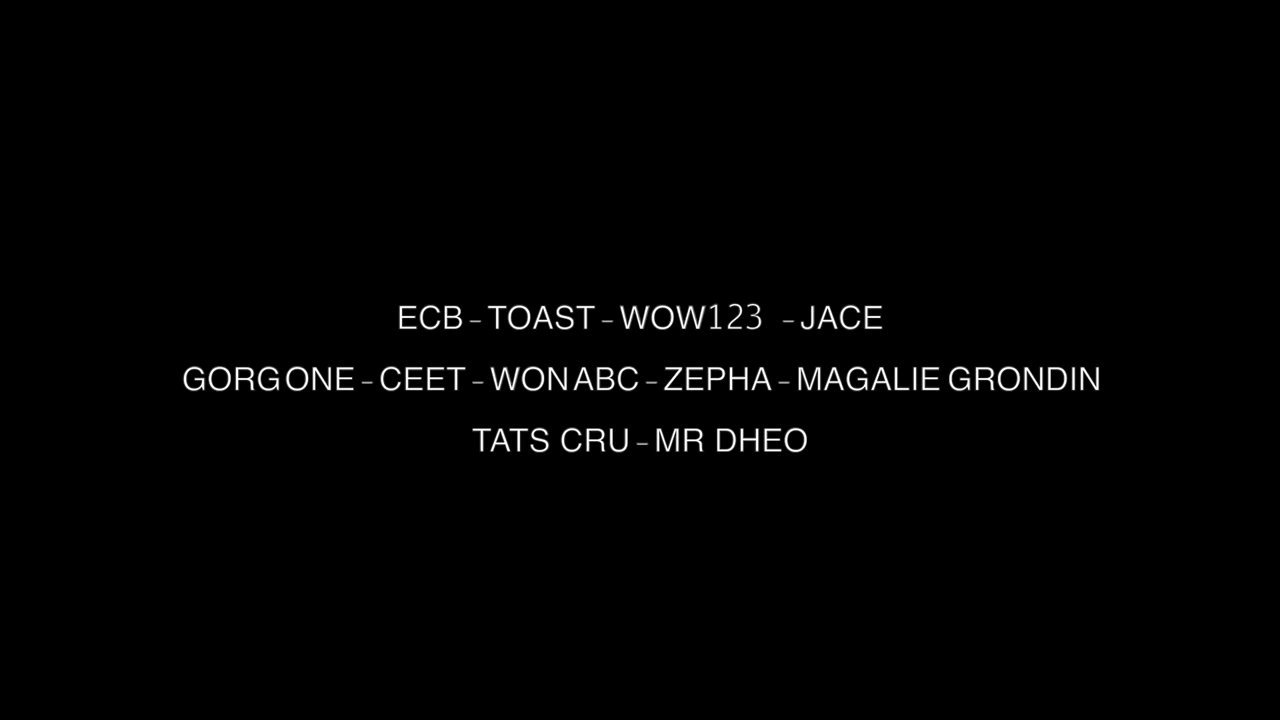 ECB – TOAST – WOW123 – JACE
GORGONE – CEET – WON ABC – ZEPHA – MAGALIE GRONDIN
TATS CRU – MR DHEO